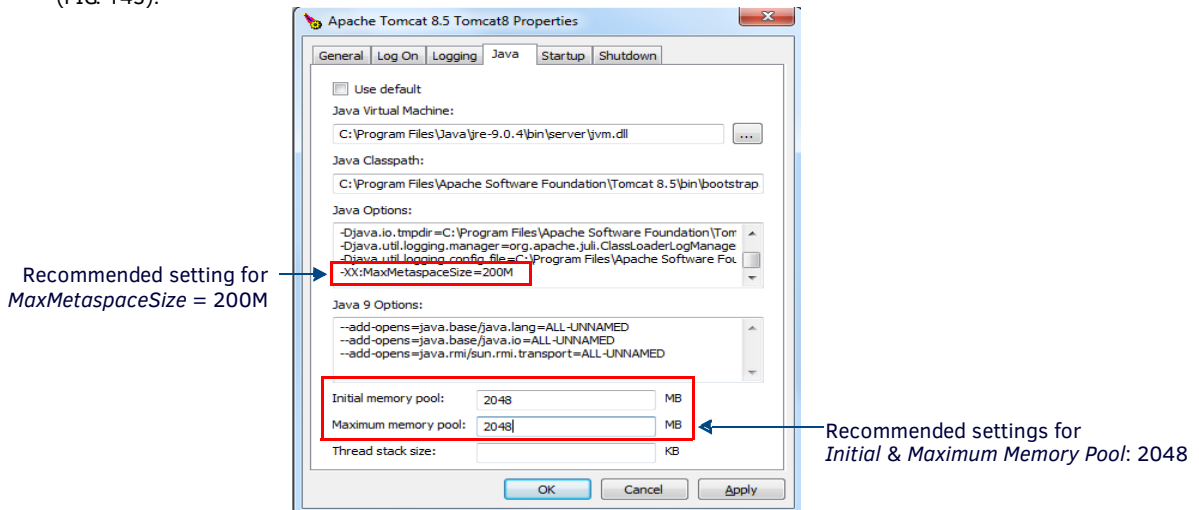 (FIG. 143).
Apache Tomcat 8.5 Tomcat8 Properties
General Log On Logging Java Startup Shutdown
Use default
Java Virtual Machine:
C:\Program Files\Java\jre-9.0.4\bin\server\jvm.dll
...
Java Classpath:
C:\Program Files\Apache Software Foundation\Tomcat 8.5\bin\bootstrap
Java Options:
-Djava.io.tmpdir=C:\Program Files\Apache Software Foundation\Tom
-Djava.util.logging.manager=org.apache.juli.ClassLoaderLogManage
-Djava.util.logging.config.file=C:\Program Files\Apache Software Fou
-XX:MaxMetaspaceSize=200M
Recommended setting for
MaxMetaspaceSize = 200M
Java 9 Options:
--add-opens=java.base/java.lang=ALL-UNNAMED
--add-opens=java.base/java.io=ALL-UNNAMED
--add-opens=java.rmi/sun.rmi.transport=ALL-UNNAMED
Initial memory pool: 2048 MB
Maximum memory pool: 2048 MB
Thread stack size: KB
Recommended settings for
Initial & Maximum Memory Pool: 2048
OK Cancel Apply